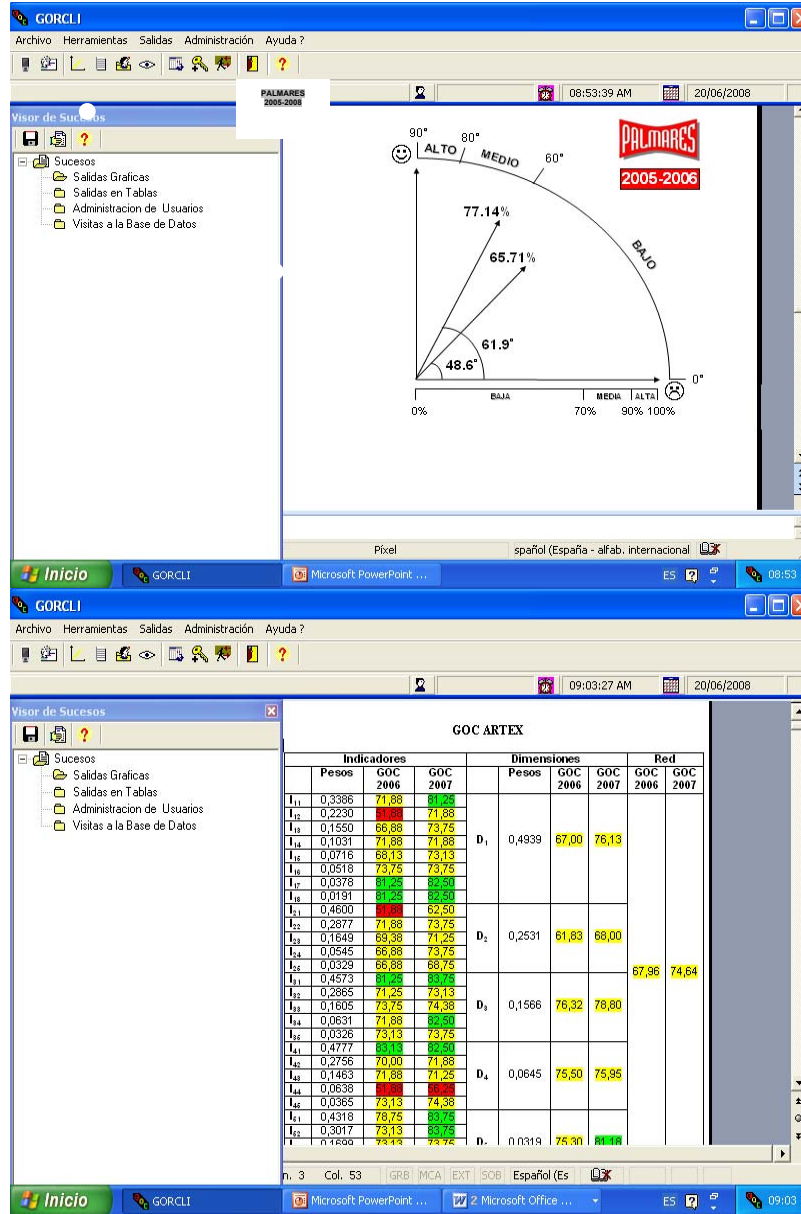 GORCLI
Archivo Herramientas Salidas Administración Ayuda ?
PALMARES
2005-2008
08:53:39 AM 20/06/2008
Visor de Sucesos
Sucesos
Salidas Graficas
Salidas en Tablas
Administracion de Usuarios
Visitas a la Base de Datos
PALMARES
2005-2006
90° 80° 60°
ALTO MEDIO BAJO
77.14%
65.71%
61.9°
48.6°
0°
BAJA MEDIA ALTA
0% 70% 90% 100%
Píxel spañol (España - alfab. internacional
Inicio GORCLI Microsoft PowerPoint ... ES 08:53
GORCLI
Archivo Herramientas Salidas Administración Ayuda ?
09:03:27 AM 20/06/2008
Visor de Sucesos
Sucesos
Salidas Graficas
Salidas en Tablas
Administracion de Usuarios
Visitas a la Base de Datos
GOC ARTEX
Indicadores Dimensiones Red
Pesos GOC 2006 GOC 2007 Pesos GOC 2006 GOC 2007 GOC 2006 GOC 2007
I11 0,3386 71,88 81,25
I12 0,2230 51,88 71,88
I13 0,1550 66,88 73,75
I14 0,1031 71,88 71,88 D1 0,4939 67,00 76,13
I15 0,0716 68,13 73,13
I16 0,0518 73,75 73,75
I17 0,0378 81,25 82,50
I18 0,0191 81,25 82,50
I21 0,4600 51,88 62,50
I22 0,2877 71,88 73,75
I23 0,1649 69,38 71,25 D2 0,2531 61,83 68,00
I24 0,0545 66,88 73,75
I25 0,0329 66,88 68,75 67,96 74,64
I31 0,4573 81,25 83,75
I32 0,2865 71,25 73,13
I33 0,1605 73,75 74,38 D3 0,1566 76,32 78,80
I34 0,0631 71,88 82,50
I35 0,0326 73,13 73,75
I41 0,4777 83,13 82,50
I42 0,2756 70,00 71,88
I43 0,1463 71,88 71,25 D4 0,0645 75,50 75,95
I44 0,0638 51,88 56,25
I45 0,0365 73,13 74,38
I51 0,4318 78,75 83,75
I52 0,3017 73,13 83,75
0,1699 73,13 73,75 0,0319 75,30 81,18
n. 3 Col. 53 GRB MCA EXT SOB Español (Es
Inicio GORCLI Microsoft PowerPoint ... 2 Microsoft Office ... ES 09:03